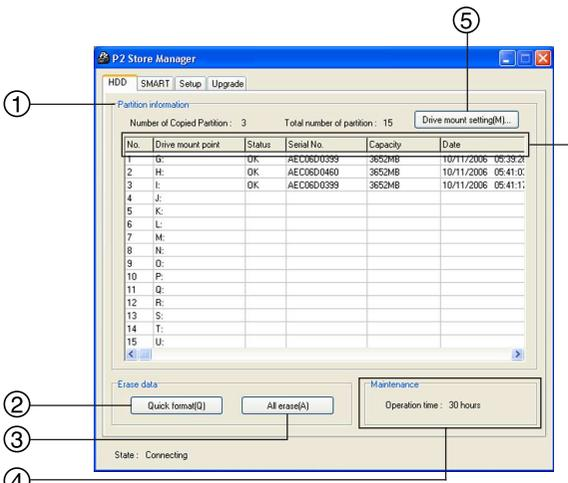 ⑤
P2 Store Manager
HDD SMART Setup Upgrade
①
Partition information
Number of Copied Partition : 3 Total number of partition : 15 Drive mount setting(M)...
No. Drive mount point Status Serial No. Capacity Date
1 G: OK AEC06D0399 3652MB 10/11/2006 05:39:2
2 H: OK AEC06D0460 3652MB 10/11/2006 05:41:0
3 I: OK AEC06D0399 3652MB 10/11/2006 05:41:1
4 J:
5 K:
6 L:
7 M:
8 N:
9 O:
10 P:
11 Q:
12 R:
13 S:
14 T:
15 U:
Erase data Maintenance
② Quick format(Q) All erase(A) Operation time : 30 hours
③
State : Connecting
④